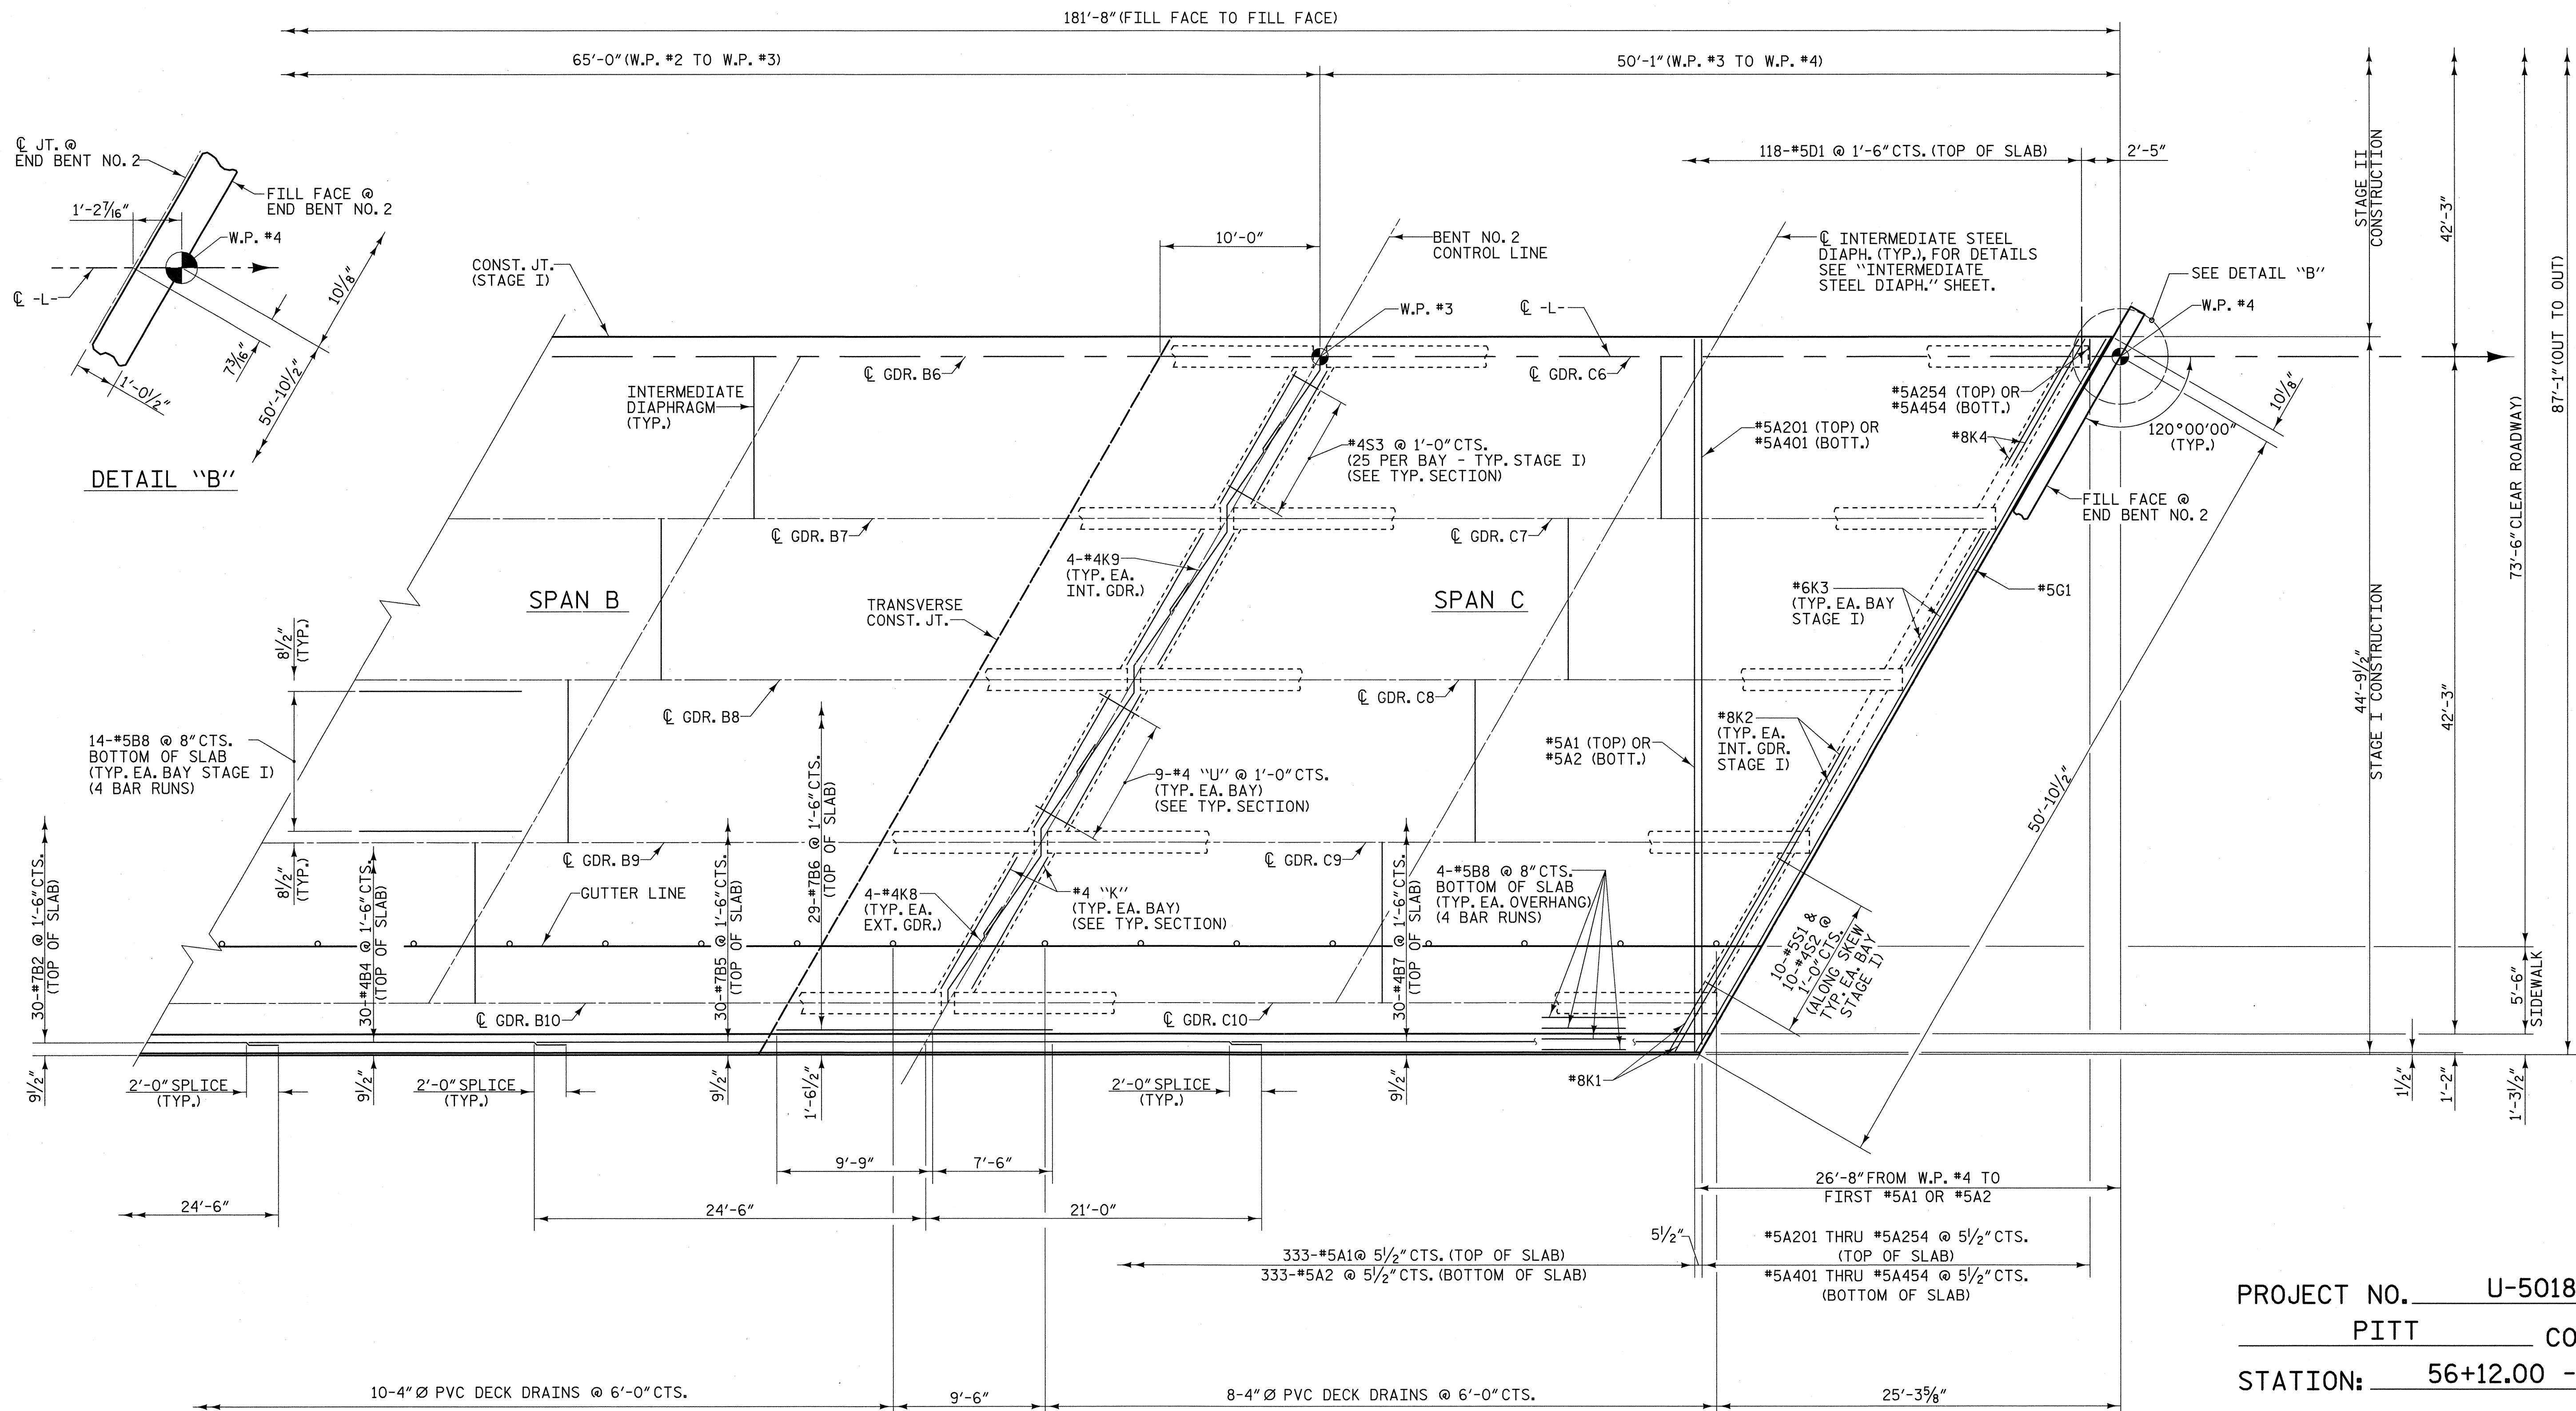 181'-8" (FILL FACE TO FILL FACE)
65'-0" (W.P. #2 TO W.P. #3)
50'-1" (W.P. #3 TO W.P. #4)
118-#5D1 @ 1'-6" CTS. (TOP OF SLAB)
2'-5"
℄ JT. @
END BENT NO. 2
FILL FACE @
END BENT NO. 2
1'-2 7/16"
W.P. #4
℄ -L-
10 1/8"
7 3/16"
1'-0 1/2"
50'-10 1/2"
DETAIL "B"
CONST. JT.
(STAGE I)
10'-0"
BENT NO. 2
CONTROL LINE
℄ INTERMEDIATE STEEL
DIAPH. (TYP.), FOR DETAILS
SEE "INTERMEDIATE
STEEL DIAPH." SHEET.
SEE DETAIL "B"
W.P. #4
W.P. #3
℄ -L-
STAGE II
CONSTRUCTION
42'-3"
87'-1" (OUT TO OUT)
73'-6" CLEAR ROADWAY)
INTERMEDIATE
DIAPHRAGM
(TYP.)
℄ GDR. B6
℄ GDR. C6
#5A254 (TOP) OR
#5A454 (BOTT.)
#8K4
120°00'00"
(TYP.)
10 1/8"
#5A201 (TOP) OR
#5A401 (BOTT.)
#4S3 @ 1'-0" CTS.
(25 PER BAY - TYP. STAGE I)
(SEE TYP. SECTION)
FILL FACE @
END BENT NO. 2
℄ GDR. B7
℄ GDR. C7
4-#4K9
(TYP. EA.
INT. GDR.)
SPAN B
SPAN C
TRANSVERSE
CONST. JT.
#6K3
(TYP. EA. BAY
STAGE I)
#5G1
44'-9 1/2"
STAGE I CONSTRUCTION
42'-3"
8 1/2"
(TYP.)
℄ GDR. B8
℄ GDR. C8
14-#5B8 @ 8" CTS.
BOTTOM OF SLAB
(TYP. EA. BAY STAGE I)
(4 BAR RUNS)
#8K2
(TYP. EA.
INT. GDR.
STAGE I)
#5A1 (TOP) OR
#5A2 (BOTT.)
9-#4 "U" @ 1'-0" CTS.
(TYP. EA. BAY)
(SEE TYP. SECTION)
50'-10 1/2"
8 1/2"
(TYP.)
℄ GDR. B9
℄ GDR. C9
GUTTER LINE
4-#4K8
(TYP. EA.
EXT. GDR.)
#4 "K"
(TYP. EA. BAY)
(SEE TYP. SECTION)
4-#5B8 @ 8" CTS.
BOTTOM OF SLAB
(TYP. EA. OVERHANG)
(4 BAR RUNS)
30-#7B2 @ 1'-6" CTS.
(TOP OF SLAB)
30-#4B4 @ 1'-6" CTS.
(TOP OF SLAB)
30-#7B5 @ 1'-6" CTS.
(TOP OF SLAB)
29-#7B6 @ 1'-6" CTS.
(TOP OF SLAB)
30-#4B7 @ 1'-6" CTS.
(TOP OF SLAB)
10-#5S1 &
10-#4S2 @
1'-0" CTS.
(ALONG SKEW
TYP. EA. BAY
STAGE I)
5'-6"
SIDEWALK
℄ GDR. B10
℄ GDR. C10
9 1/2"
2'-0" SPLICE
(TYP.)
9 1/2"
2'-0" SPLICE
(TYP.)
9 1/2"
1'-6 1/2"
2'-0" SPLICE
(TYP.)
9 1/2"
#8K1
1 1/2"
1'-2"
1'-3 1/2"
9'-9"
7'-6"
24'-6"
24'-6"
21'-0"
26'-8" FROM W.P. #4 TO
FIRST #5A1 OR #5A2
5 1/2"
333-#5A1@ 5 1/2" CTS. (TOP OF SLAB)
333-#5A2 @ 5 1/2" CTS. (BOTTOM OF SLAB)
#5A201 THRU #5A254 @ 5 1/2" CTS.
(TOP OF SLAB)
#5A401 THRU #5A454 @ 5 1/2" CTS.
(BOTTOM OF SLAB)
10-4" Ø PVC DECK DRAINS @ 6'-0" CTS.
9'-6"
8-4" Ø PVC DECK DRAINS @ 6'-0" CTS.
25'-3 5/8"
PROJECT NO. U-5018
PITT CO
STATION: 56+12.00 -